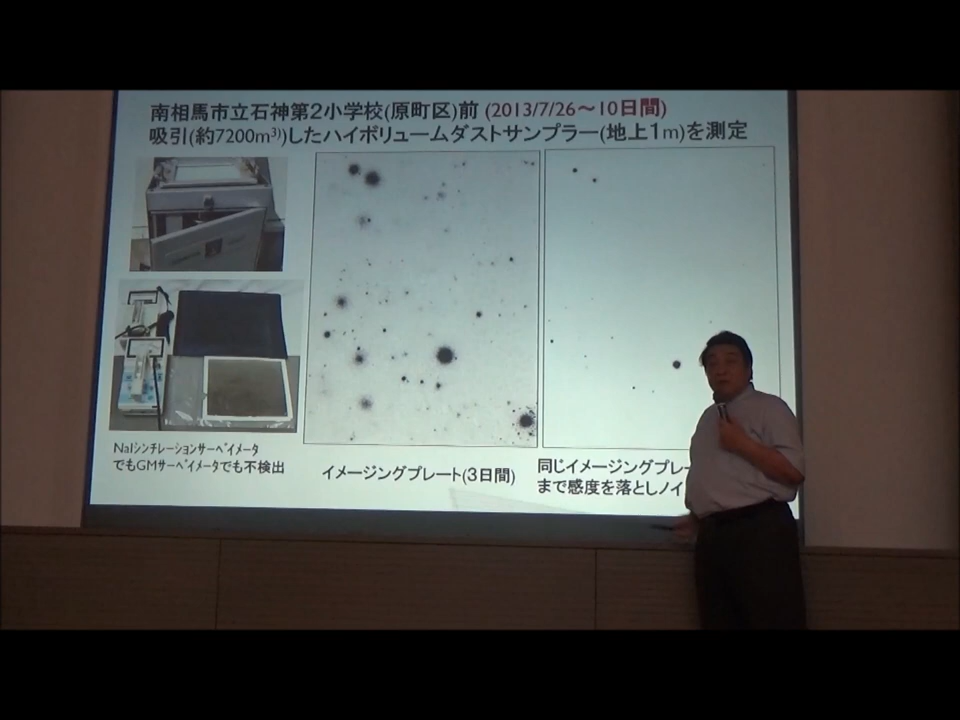 南相馬市立石神第2小学校(原町区)前 (2013/7/26〜10日間)
吸引(約7200m³)したハイボリュームダストサンプラー(地上1m)を測定
NaIシンチレーションサーベイメータ
でもGMサーベイメータでも不検出
イメージングプレート(3日間)
同じイメージングプレー
まで感度を落としノイ